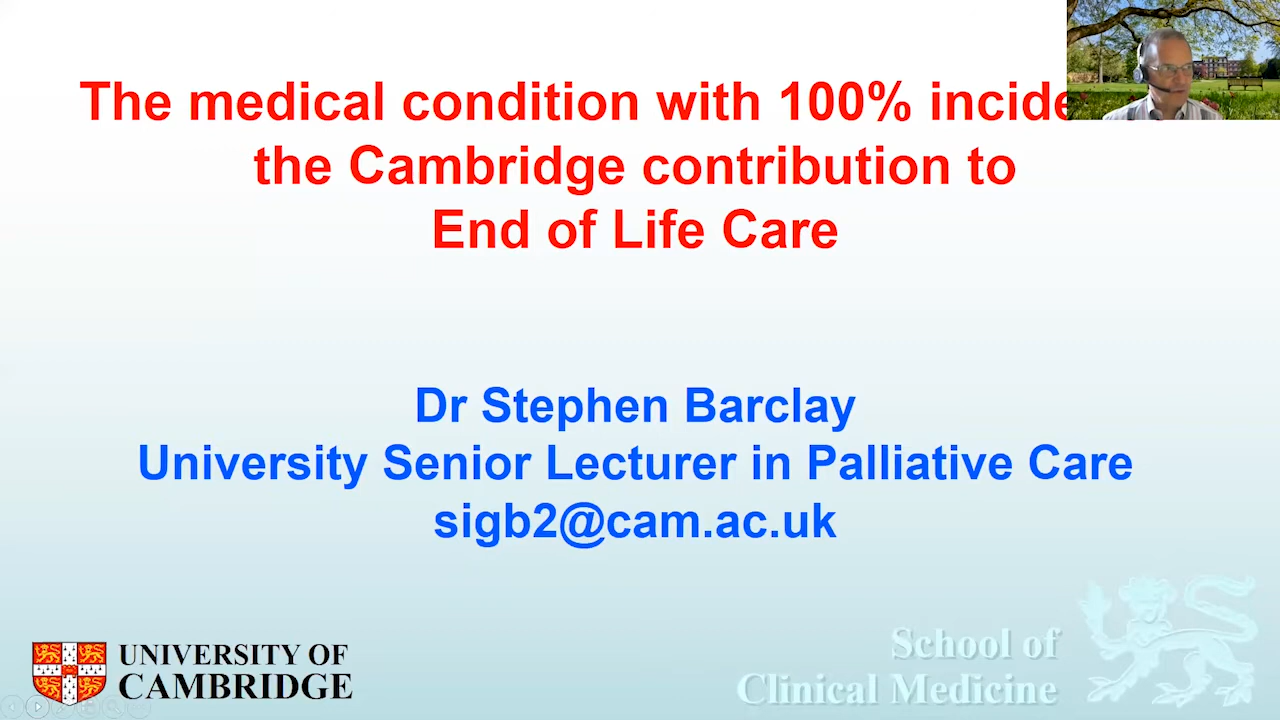 The medical condition with 100%
the Cambridge contribution to
End of Life Care
Dr Stephen Barclay
University Senior Lecturer in Palliative Care
sigb2@cam.ac.uk
UNIVERSITY OF
CAMBRIDGE
School of
Clinical Medicine